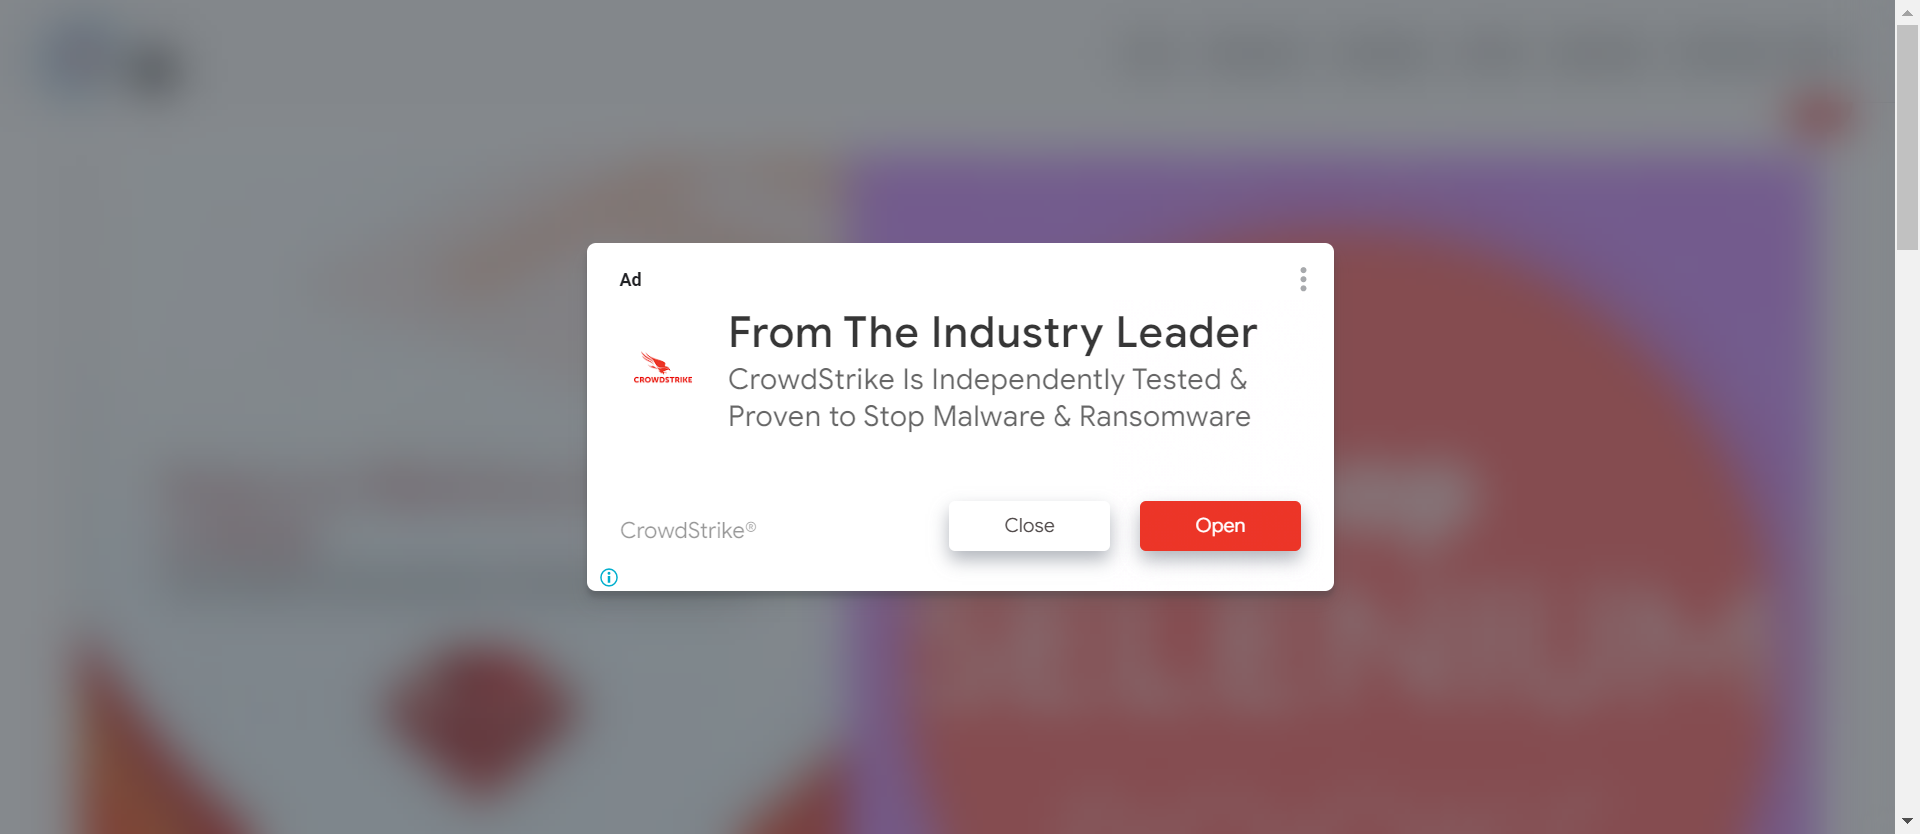 Ad
From The Industry Leader
CROWDSTRIKE
CrowdStrike Is Independently Tested &
Proven to Stop Malware & Ransomware
CrowdStrike®
Close
Open